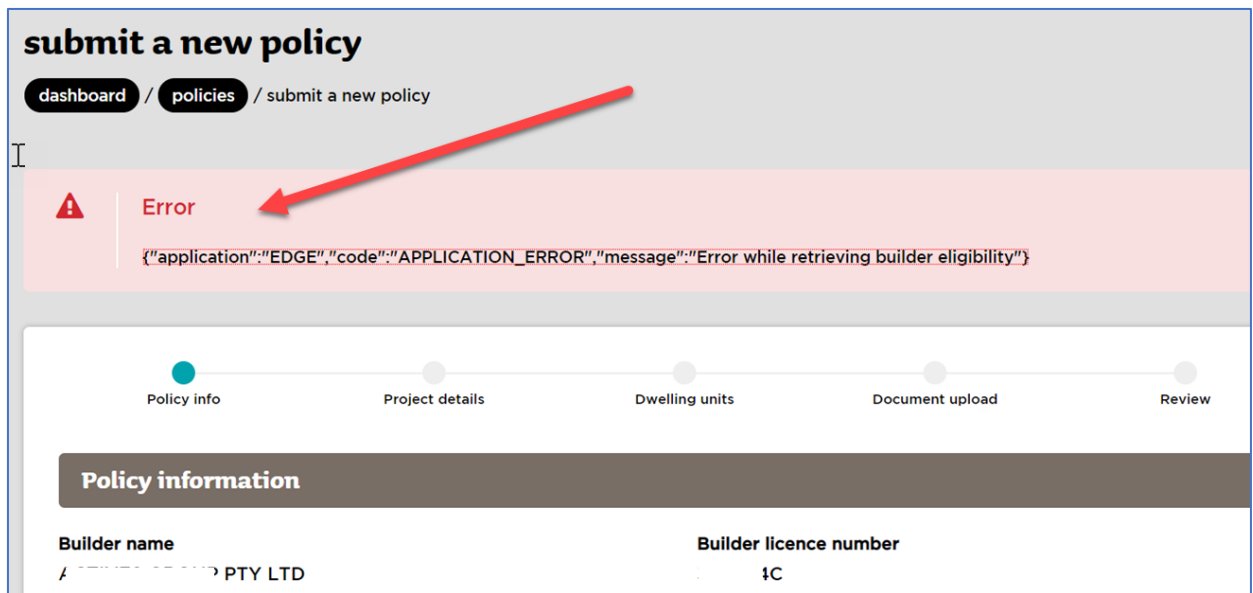 submit a new policy
dashboard / policies / submit a new policy
Error
{"application":"EDGE","code":"APPLICATION_ERROR","message":"Error while retrieving builder eligibility"}
Policy info Project details Dwelling units Document upload Review
Policy information
Builder name Builder licence number
PTY LTD 4C